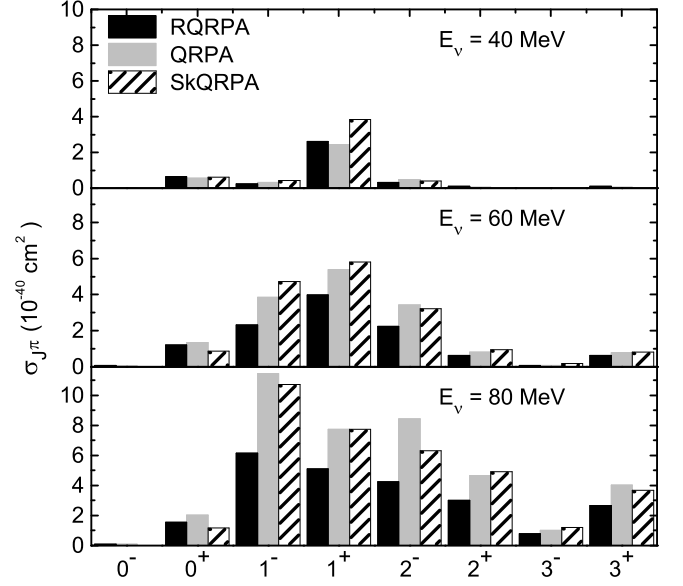 10
8
6
4
2
0
RQRPA
QRPA
SkQRPA
E_ν = 40 MeV
8
6
4
2
0
E_ν = 60 MeV
10
8
6
4
2
0
E_ν = 80 MeV
σ_Jπ (10^-40 cm^2)
0^- 0^+ 1^- 1^+ 2^- 2^+ 3^- 3^+